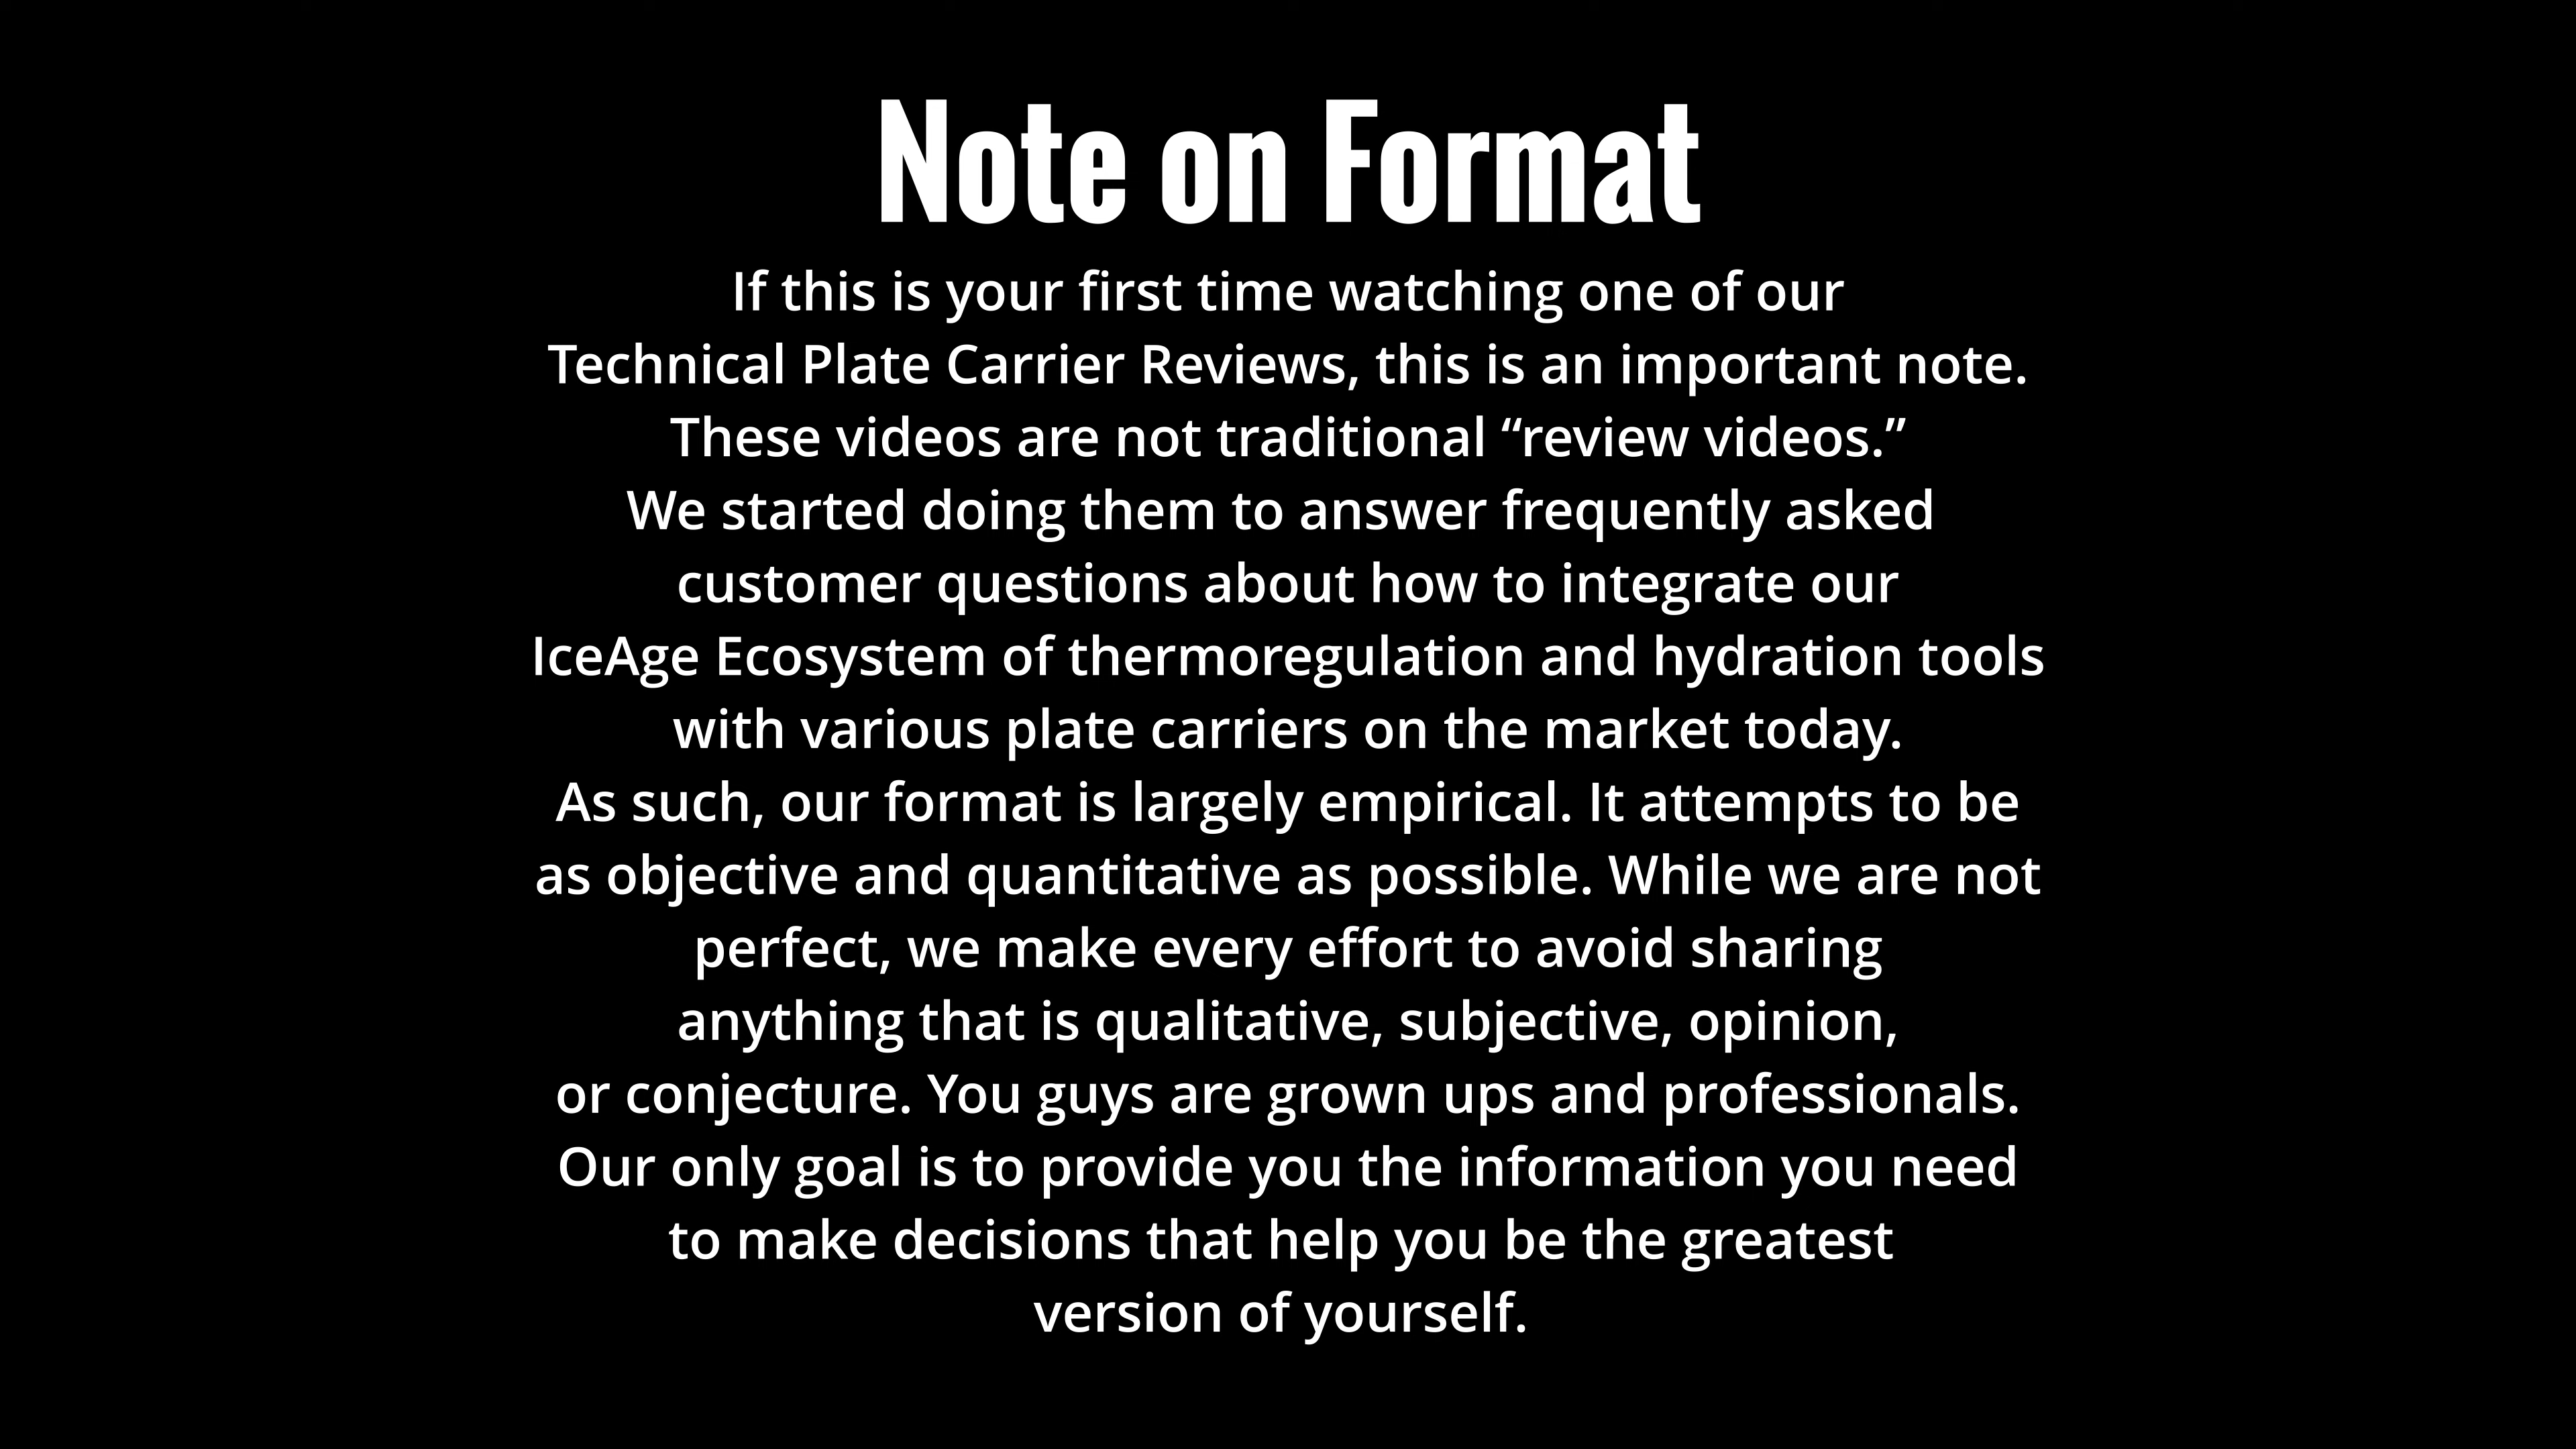 Note on Format
If this is your first time watching one of our
Technical Plate Carrier Reviews, this is an important note.
These videos are not traditional “review videos.”
We started doing them to answer frequently asked
customer questions about how to integrate our
IceAge Ecosystem of thermoregulation and hydration tools
with various plate carriers on the market today.
As such, our format is largely empirical. It attempts to be
as objective and quantitative as possible. While we are not
perfect, we make every effort to avoid sharing
anything that is qualitative, subjective, opinion,
or conjecture. You guys are grown ups and professionals.
Our only goal is to provide you the information you need
to make decisions that help you be the greatest
version of yourself.